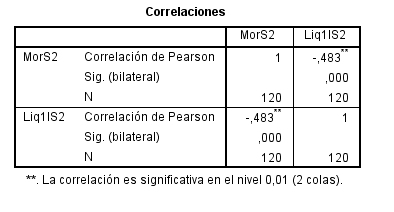 Correlaciones
MorS2 Liq1IS2
MorS2 Correlación de Pearson 1 -,483**
Sig. (bilateral) ,000
N 120 120
Liq1IS2 Correlación de Pearson -,483** 1
Sig. (bilateral) ,000
N 120 120
**. La correlación es significativa en el nivel 0,01 (2 colas).